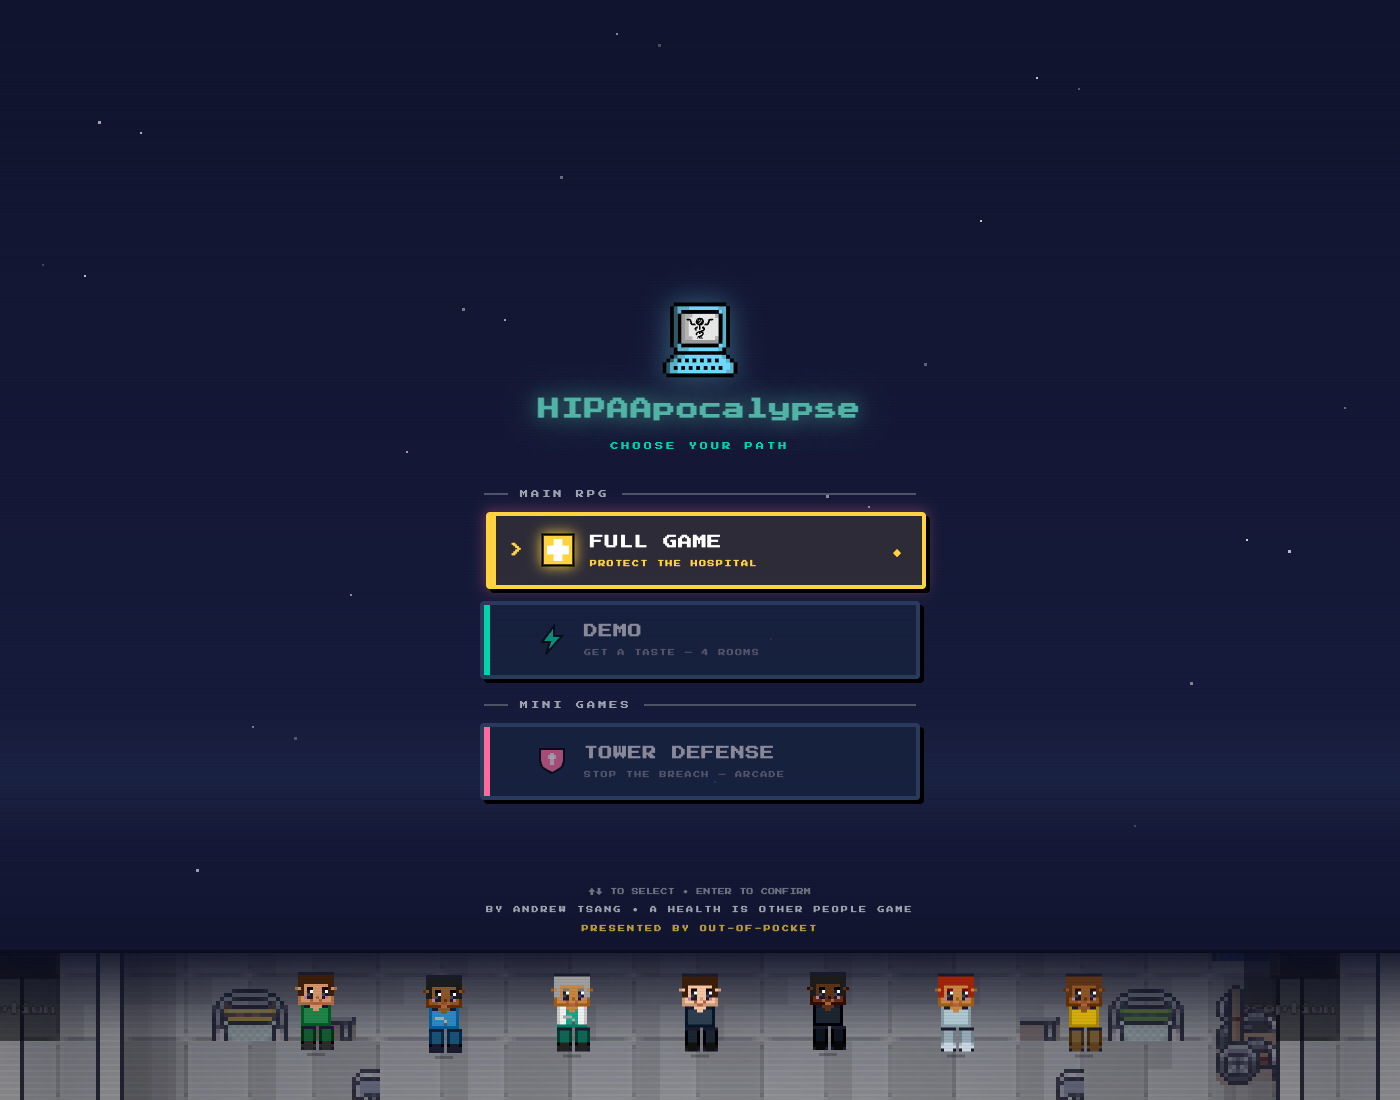 HIPAApocalypse
CHOOSE YOUR PATH
MAIN RPG
FULL GAME
PROTECT THE HOSPITAL
DEMO
GET A TASTE — 4 ROOMS
MINI GAMES
TOWER DEFENSE
STOP THE BREACH — ARCADE
↑↓ TO SELECT • ENTER TO CONFIRM
BY ANDREW TSANG • A HEALTH IS OTHER PEOPLE GAME
PRESENTED BY OUT-OF-POCKET